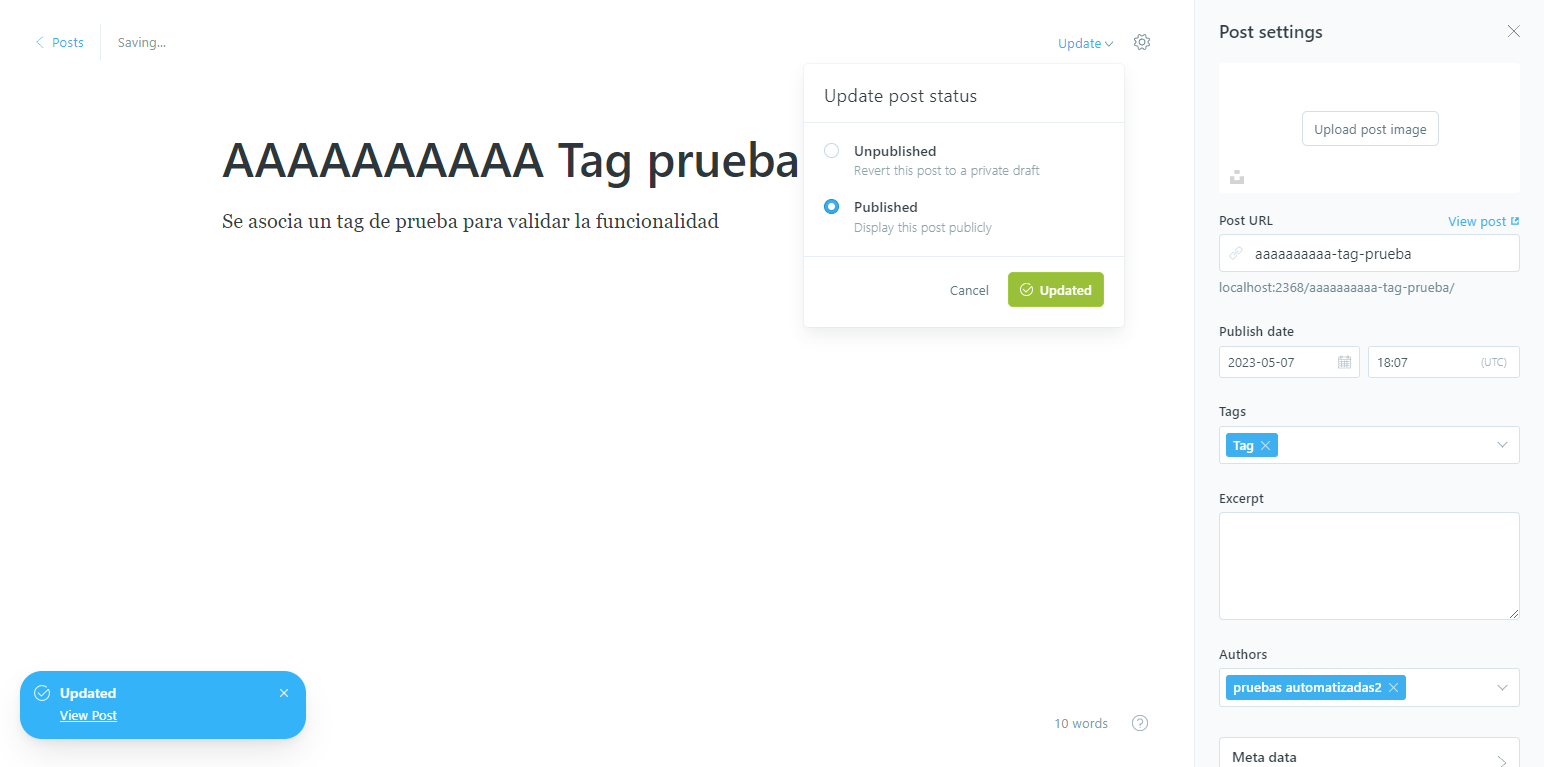 Posts
Saving...
Update
AAAAAAAAAA Tag prueba
Se asocia un tag de prueba para validar la funcionalidad
Update post status
Unpublished
Revert this post to a private draft
Published
Display this post publicly
Cancel
Updated
Updated
View Post
10 words
Post settings
Upload post image
Post URL
View post
aaaaaaaaaa-tag-prueba
localhost:2368/aaaaaaaaaa-tag-prueba/
Publish date
2023-05-07
18:07
(UTC)
Tags
Tag
Excerpt
Authors
pruebas automatizadas2
Meta data